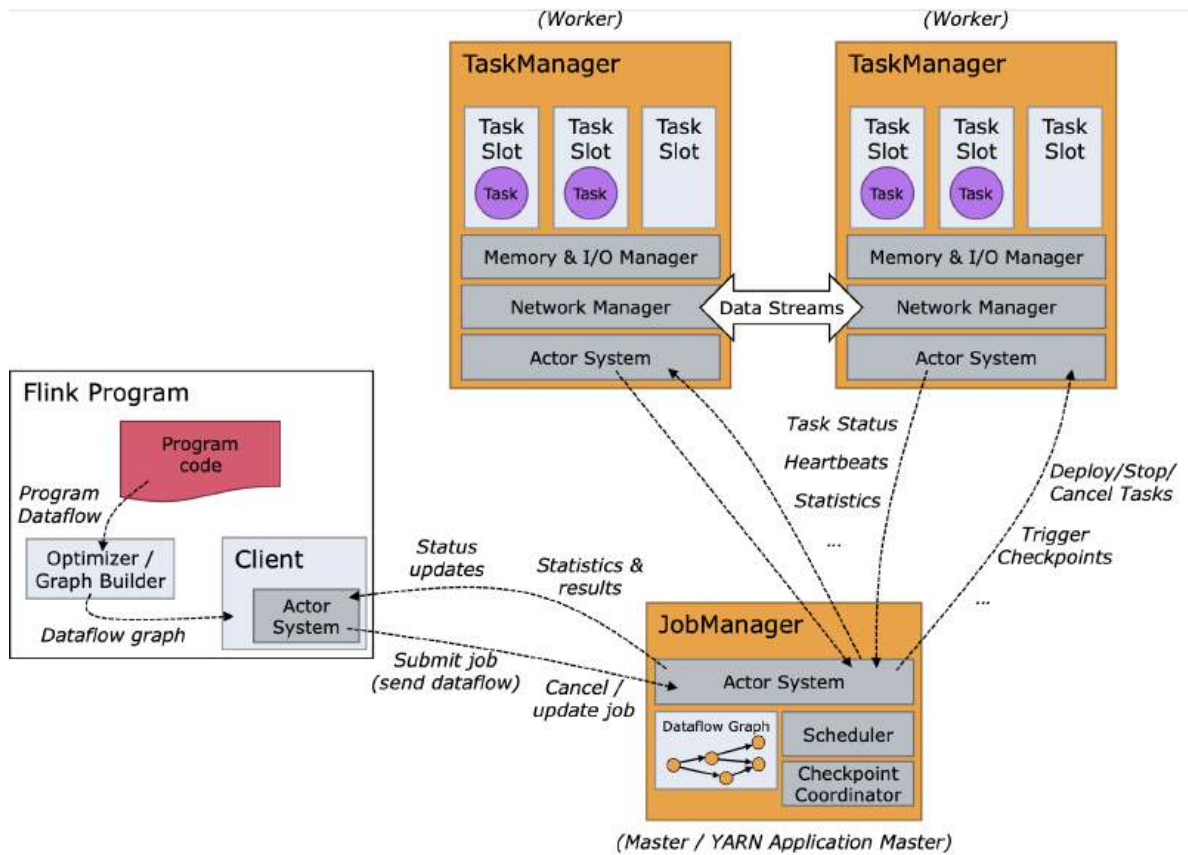 (Worker)
(Worker)
TaskManager
TaskManager
Task
Slot
Task
Slot
Task
Slot
Task
Task
Task
Slot
Task
Slot
Task
Slot
Task
Task
Memory & I/O Manager
Memory & I/O Manager
Network Manager
Data Streams
Network Manager
Actor System
Actor System
Flink Program
Program
code
Program
Dataflow
Optimizer /
Graph Builder
Dataflow graph
Client
Actor
System
Task Status
Heartbeats
Statistics
...
Deploy/Stop/
Cancel Tasks
Trigger
Checkpoints
...
Status
updates
Statistics &
results
Submit job
(send dataflow)
Cancel /
update job
JobManager
Actor System
Dataflow Graph
Scheduler
Checkpoint
Coordinator
(Master / YARN Application Master)